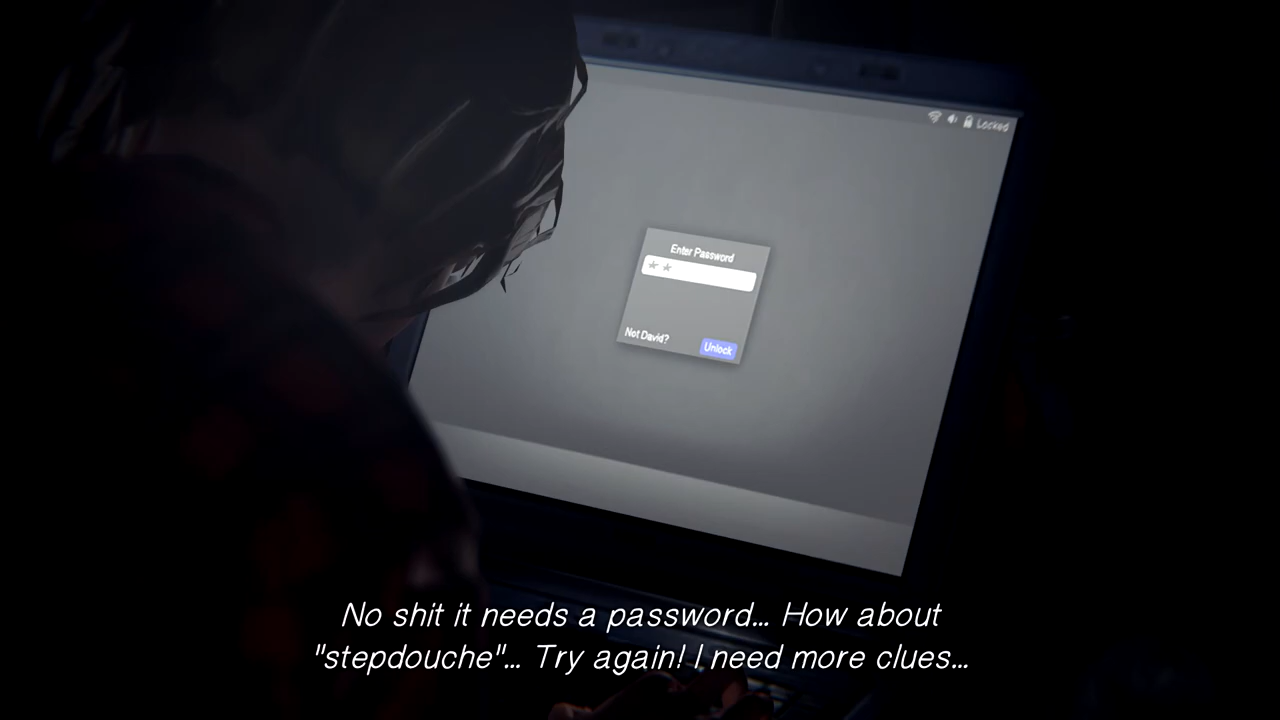 Locked
Enter Password
**
Not David?
Unlock
No shit it needs a password... How about
"stepdouche"... Try again! I need more clues...